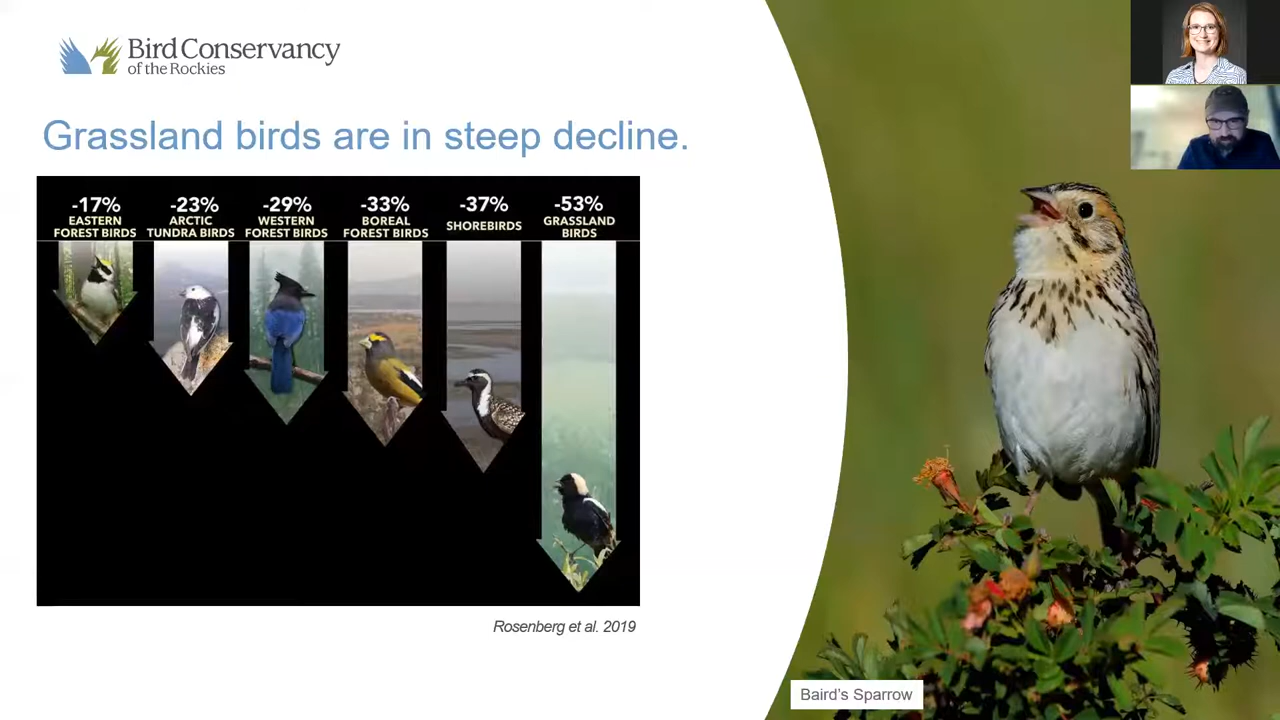 Bird Conservancy
of the Rockies
Grassland birds are in steep decline.
-17%
EASTERN
FOREST BIRDS
-23%
ARCTIC
TUNDRA BIRDS
-29%
WESTERN
FOREST BIRDS
-33%
BOREAL
FOREST BIRDS
-37%
SHOREBIRDS
-53%
GRASSLAND
BIRDS
Rosenberg et al. 2019
Baird's Sparrow